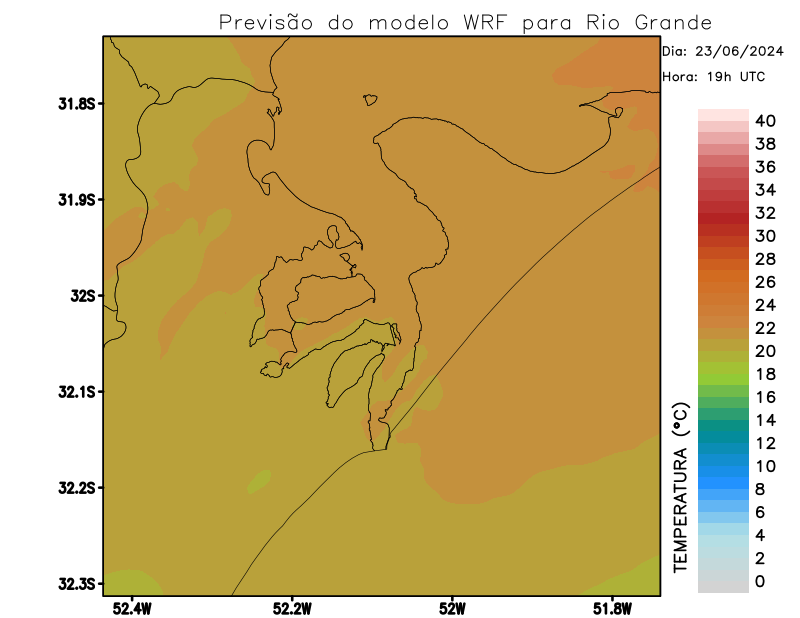 Previsão do modelo WRF para Rio Grande
Dia: 23/06/2024
Hora: 19h UTC
31.8S
31.9S
32S
32.1S
32.2S
32.3S
52.4W
52.2W
52W
51.8W
TEMPERATURA (°C)
40
38
36
34
32
30
28
26
24
22
20
18
16
14
12
10
8
6
4
2
0